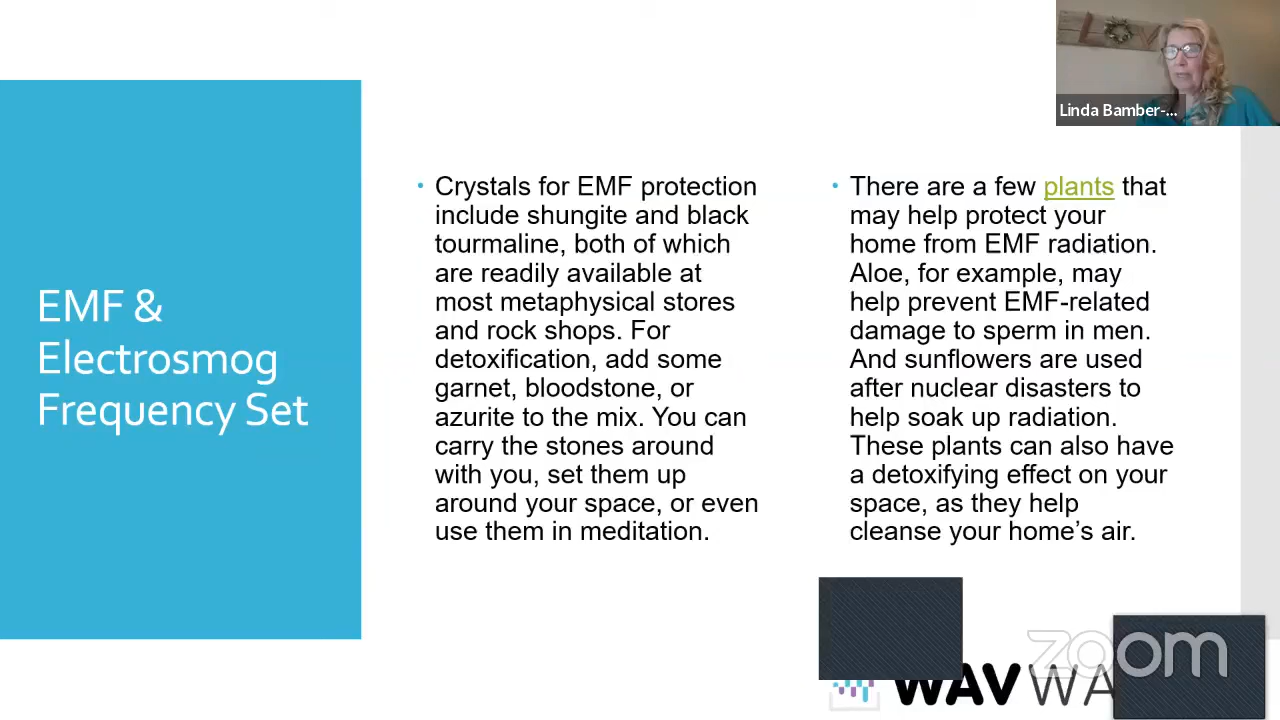 Linda Bamber-...
EMF &
Electrosmog
Frequency Set
Crystals for EMF protection
include shungite and black
tourmaline, both of which
are readily available at
most metaphysical stores
and rock shops. For
detoxification, add some
garnet, bloodstone, or
azurite to the mix. You can
carry the stones around
with you, set them up
around your space, or even
use them in meditation.
There are a few plants that
may help protect your
home from EMF radiation.
Aloe, for example, may
help prevent EMF-related
damage to sperm in men.
And sunflowers are used
after nuclear disasters to
help soak up radiation.
These plants can also have
a detoxifying effect on your
space, as they help
cleanse your home’s air.
zoom
WAVWA